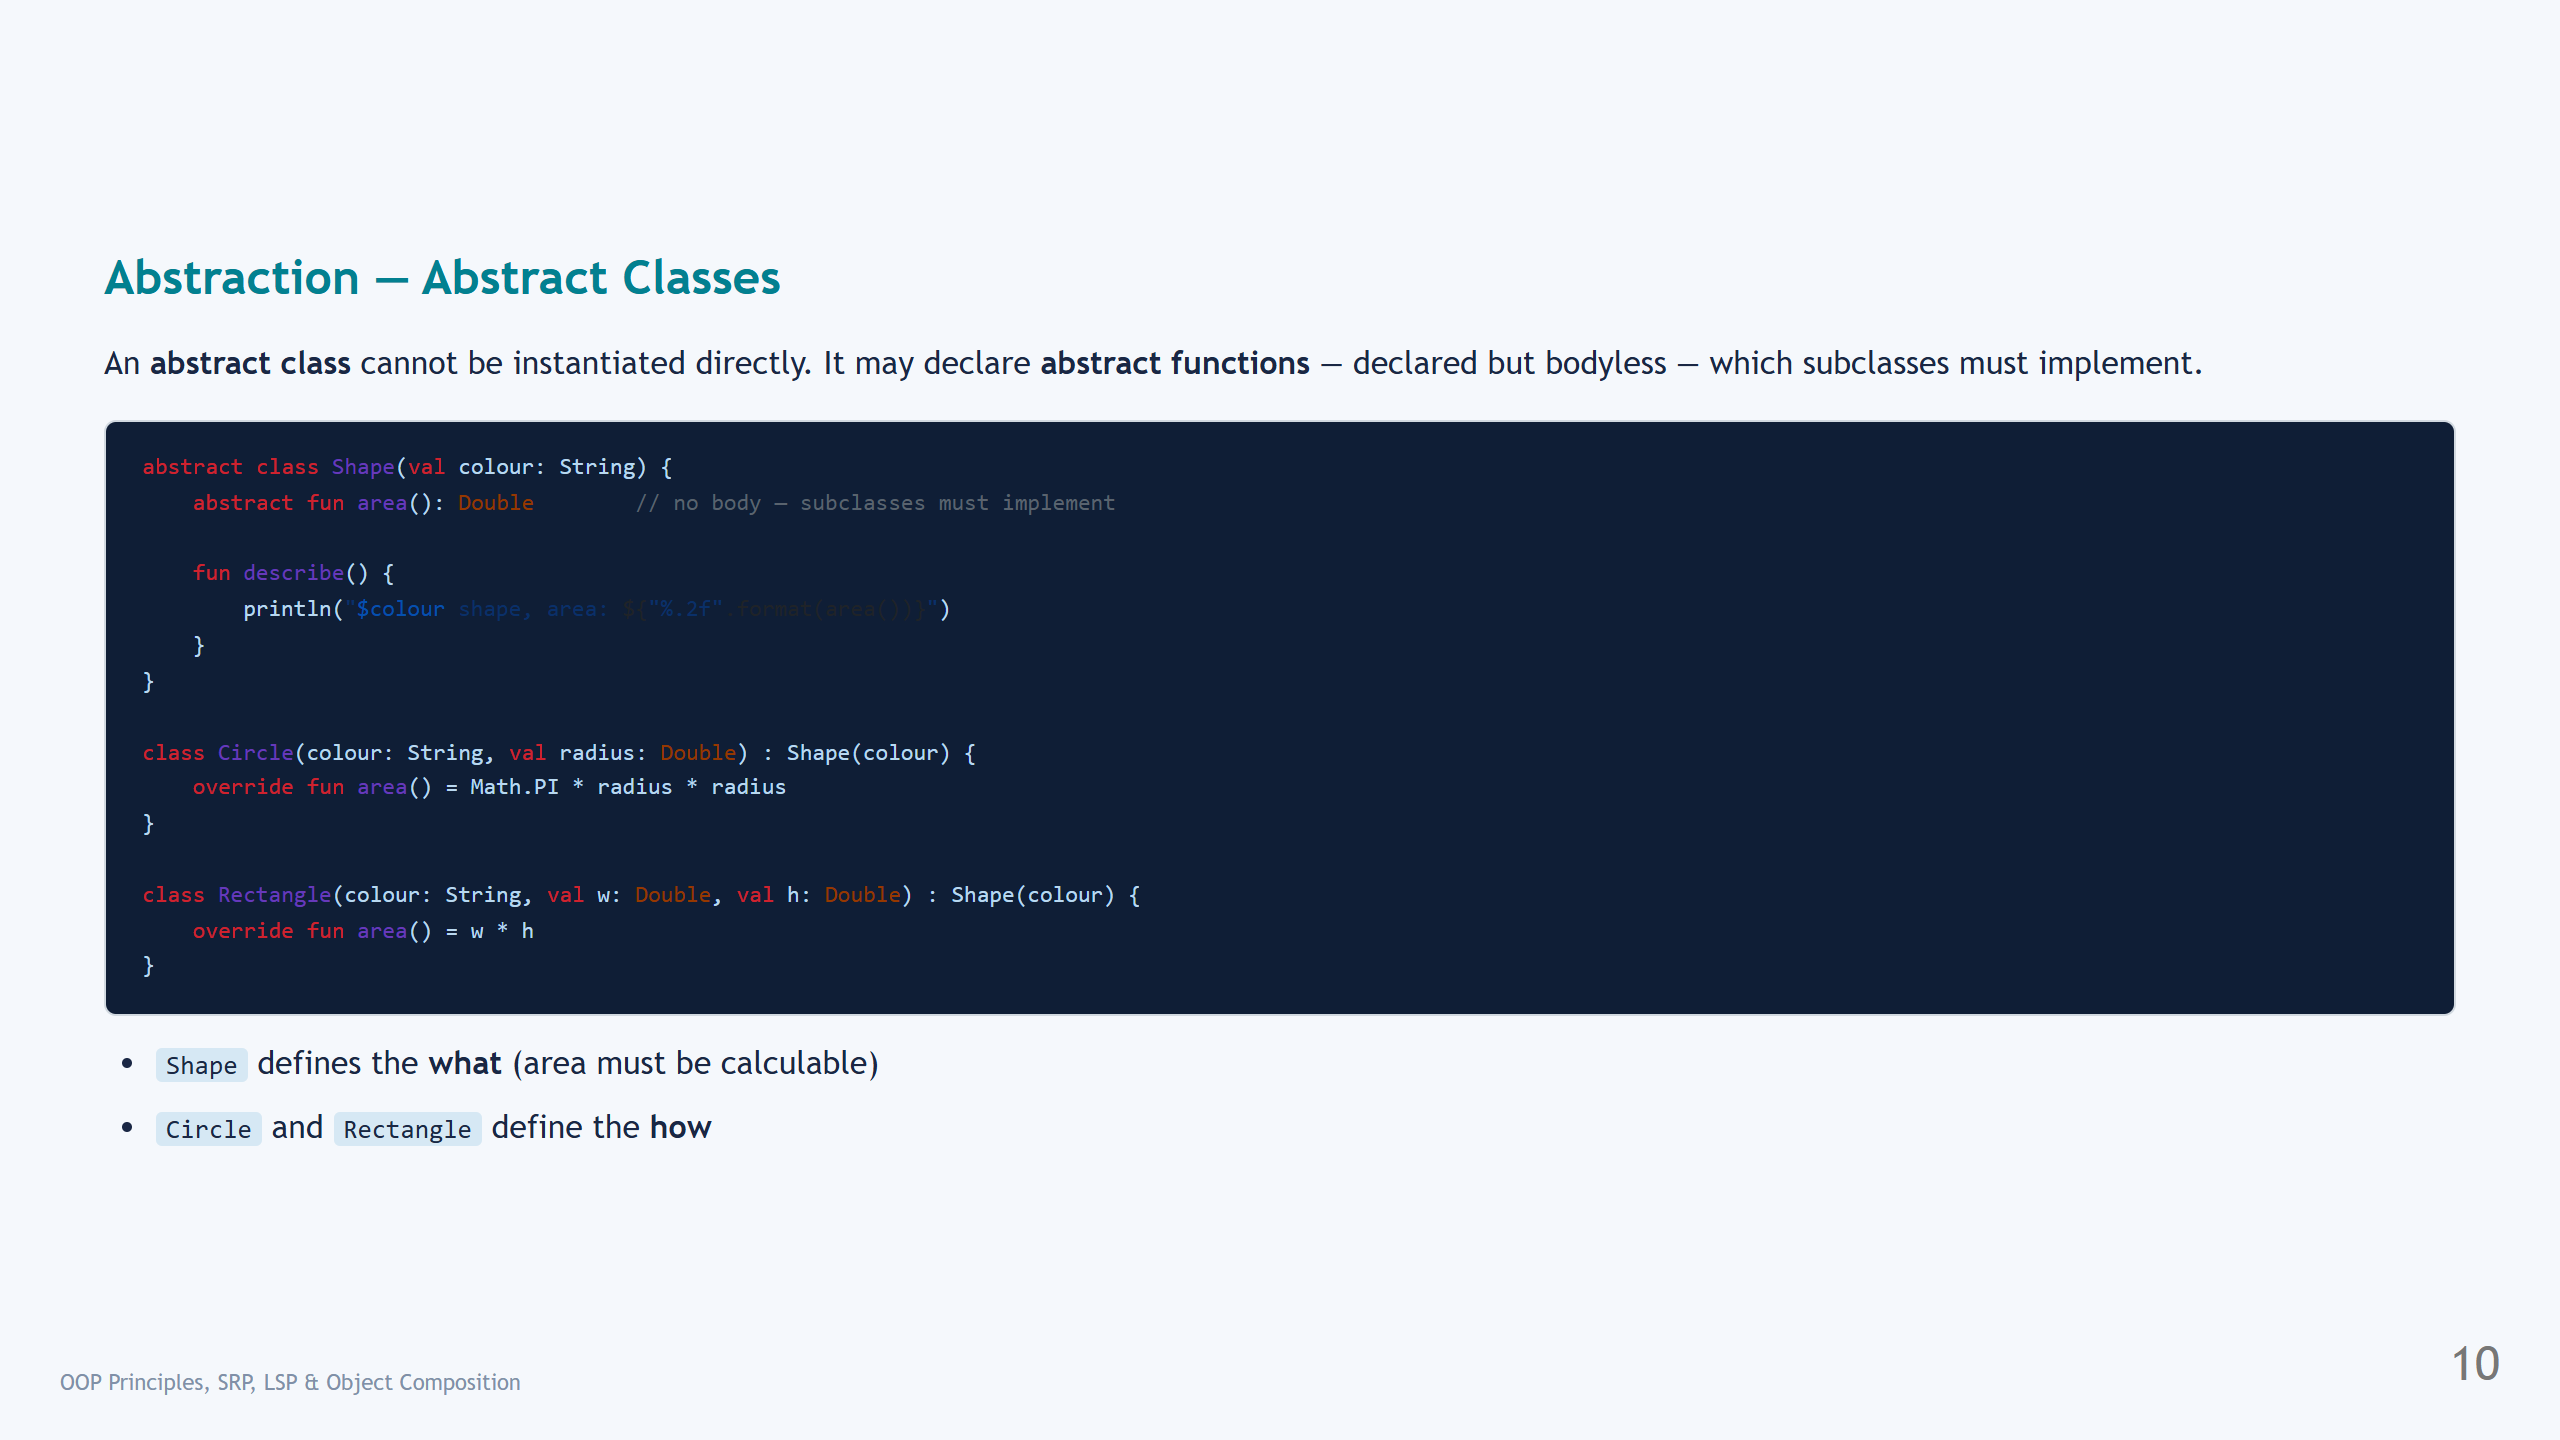 Abstraction — Abstract Classes
An abstract class cannot be instantiated directly. It may declare abstract functions — declared but bodyless — which subclasses must implement.
abstract class Shape(val colour: String) {
    abstract fun area(): Double        // no body — subclasses must implement
    fun describe() {
        println("$colour shape, area: ${"%.2f".format(area())}")
    }
}
class Circle(colour: String, val radius: Double) : Shape(colour) {
    override fun area() = Math.PI * radius * radius
}
class Rectangle(colour: String, val w: Double, val h: Double) : Shape(colour) {
    override fun area() = w * h
}
• Shape defines the what (area must be calculable)
• Circle and Rectangle define the how
OOP Principles, SRP, LSP & Object Composition
10